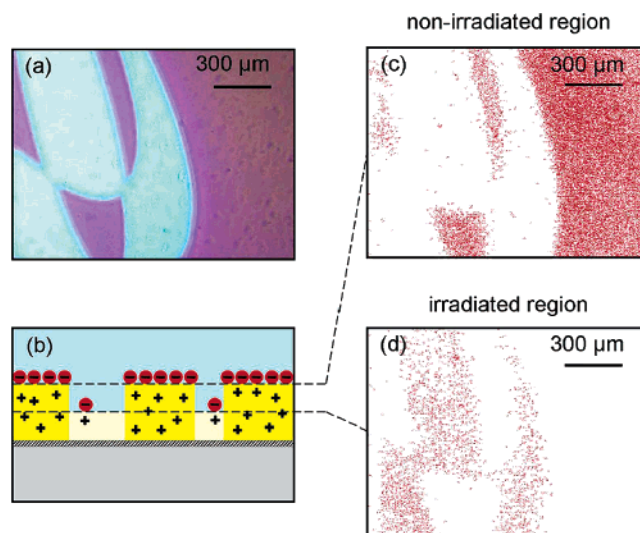 non-irradiated region
(a)
300 µm
(c)
300 µm
irradiated region
(b)
(d)
300 µm